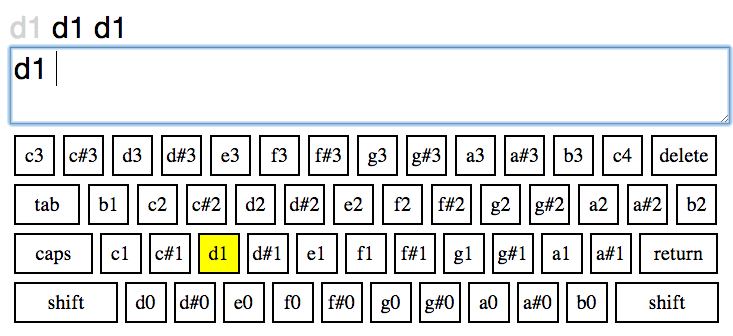 d1 d1 d1
d1
c3 c#3 d3 d#3 e3 f3 f#3 g3 g#3 a3 a#3 b3 c4 delete
tab b1 c2 c#2 d2 d#2 e2 f2 f#2 g2 g#2 a2 a#2 b2
caps c1 c#1 d1 d#1 e1 f1 f#1 g1 g#1 a1 a#1 return
shift d0 d#0 e0 f0 f#0 g0 g#0 a0 a#0 b0 shift